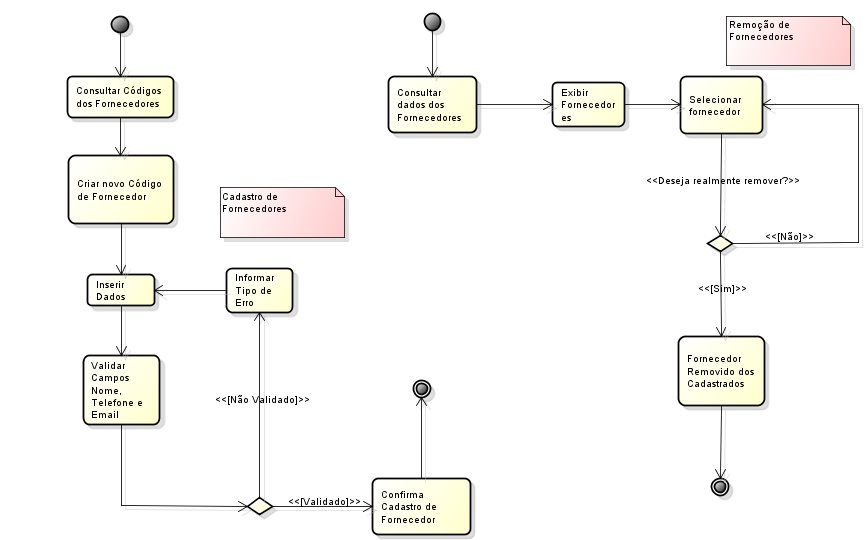 Consultar Códigos
dos Fornecedores
Criar novo Código
de Fornecedor
Cadastro de
Fornecedores
Inserir
Dados
Informar
Tipo de
Erro
Validar
Campos
Nome,
Telefone e
Email
<<[Não Validado]>>
<<[Validado]>>
Confirma
Cadastro de
Fornecedor
Remoção de
Fornecedores
Consultar
dados dos
Fornecedores
Exibir
Fornecedor
es
Selecionar
fornecedor
<<Deseja realmente remover?>>
<<[Não]>>
<<[Sim]>>
Fornecedor
Removido dos
Cadastrados